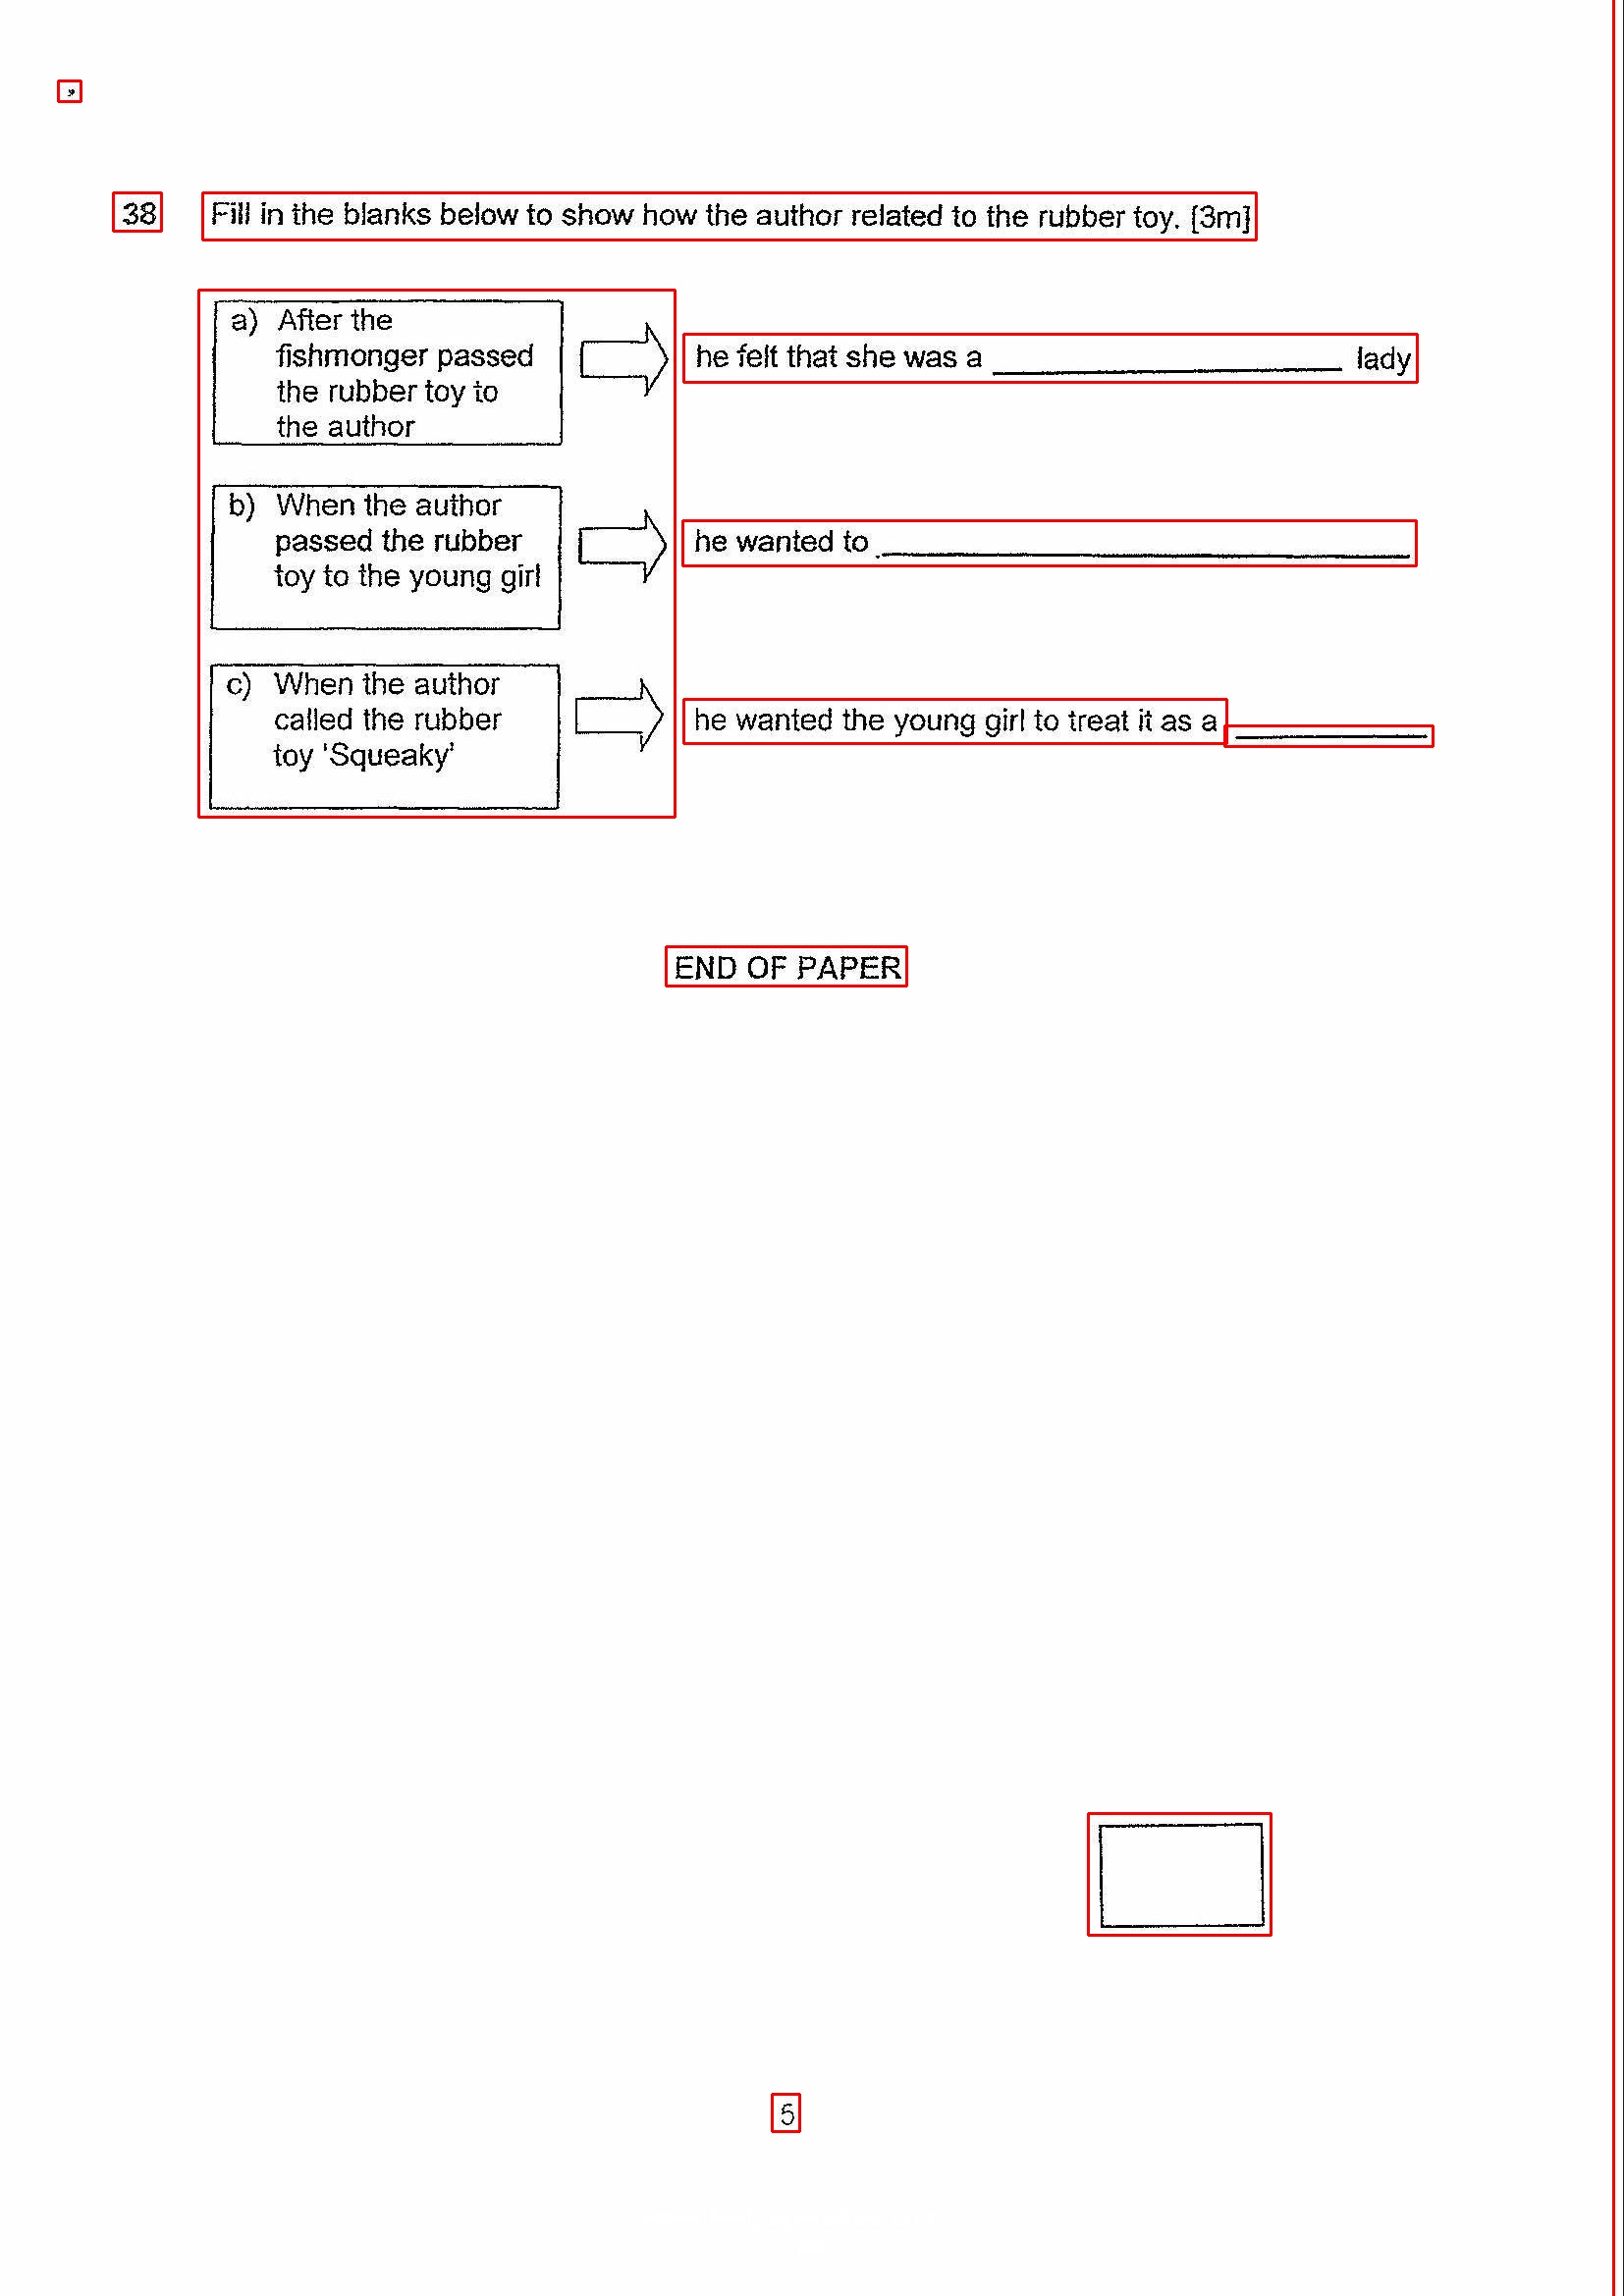 38 Fill in the blanks below to show how the author related to the rubber toy. [3m]
a) After the
fishmonger passed
the rubber toy to
the author
he felt that she was a ____________ lady
b) When the author
passed the rubber
toy to the young girl
he wanted to ____________
c) When the author
called the rubber
toy 'Squeaky'
he wanted the young girl to treat it as a ____________
END OF PAPER
5